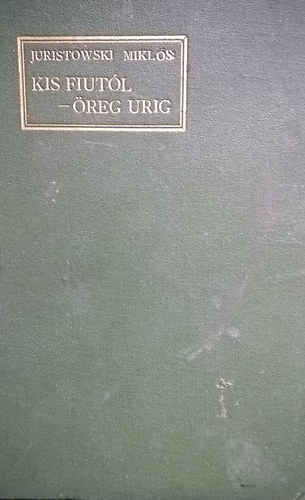 JURISTOWSKI MIKLÓS:
KIS FIUTÓL
—ÖREG URIG